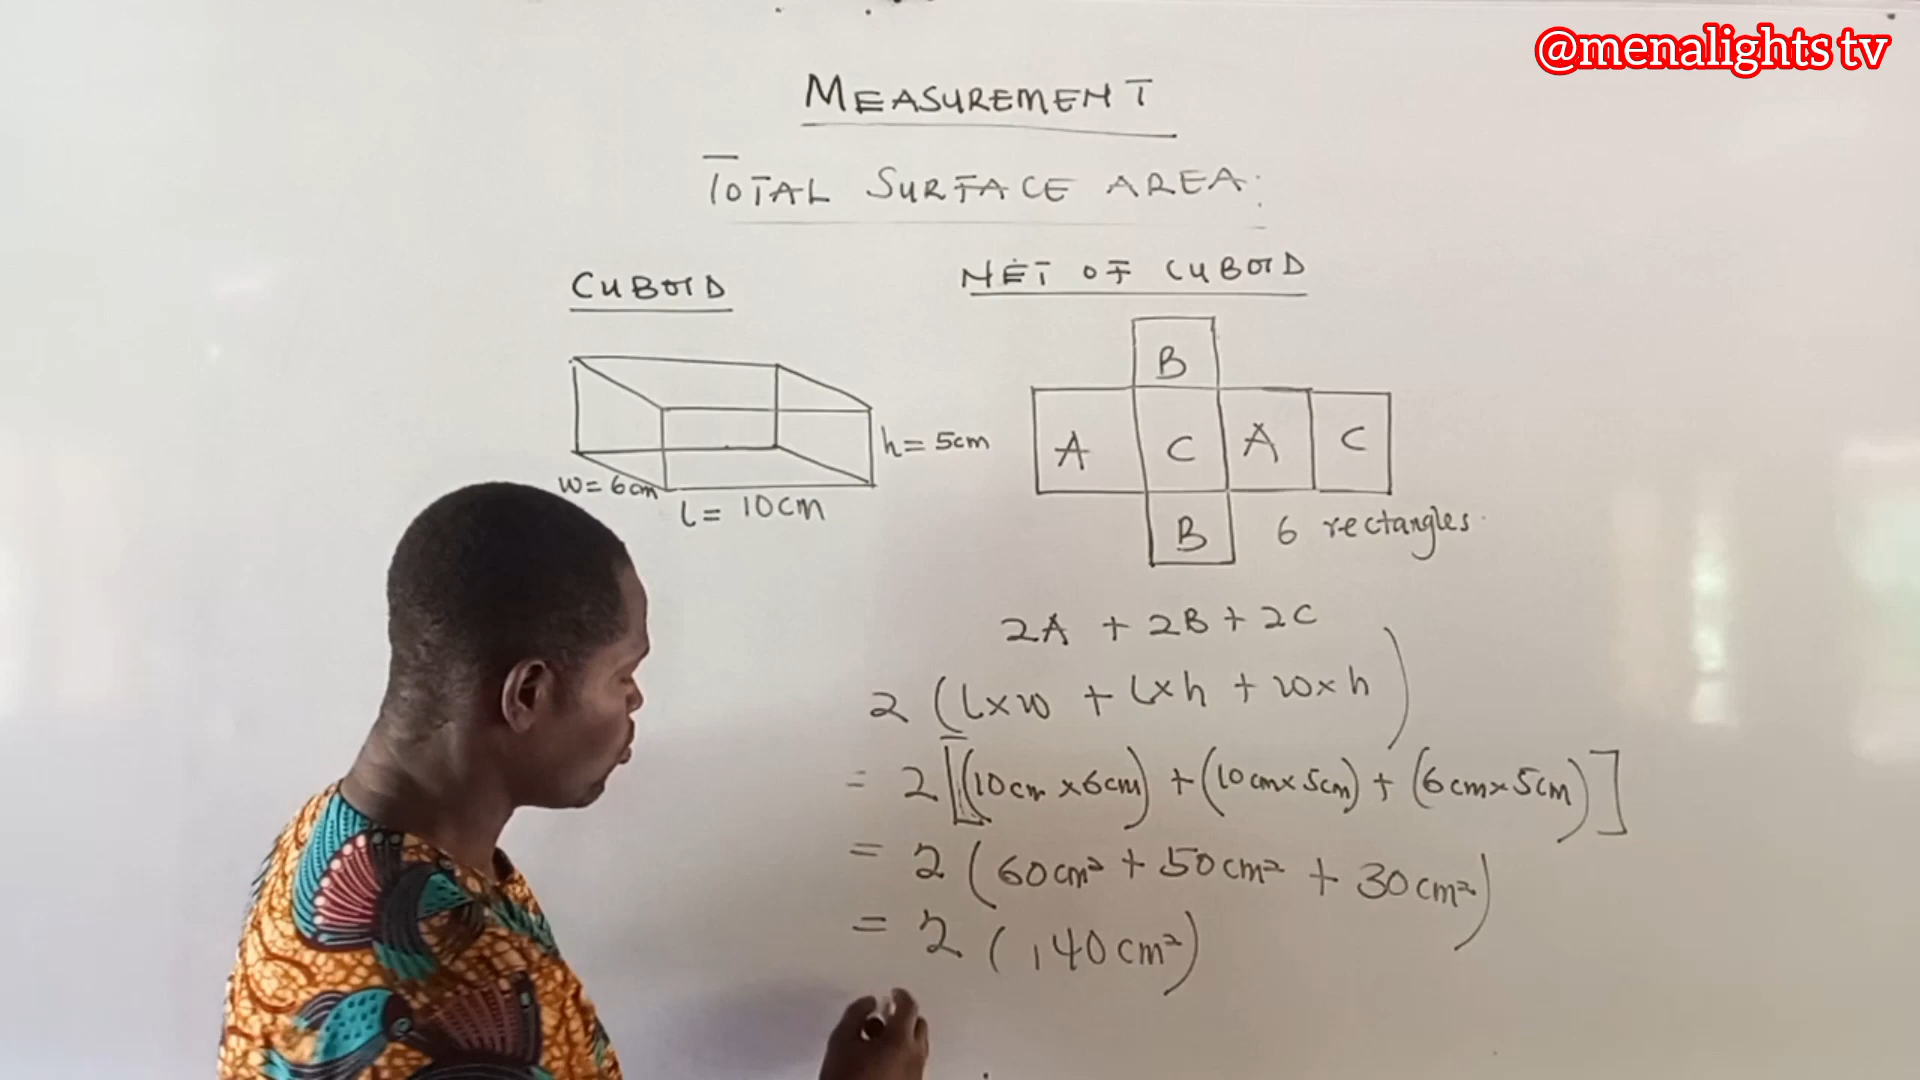 @menalights tv
MEASUREMENT
TOTAL SURFACE AREA:
CUBOID
NET OF CUBOID
B
A C A C
h = 5cm
w = 6cm
l = 10cm
B
6 rectangles.
2A + 2B + 2C
2 (l×w + l×h + w×h)
= 2 [(10cm × 6cm) + (10cm × 5cm) + (6cm × 5cm)]
= 2 (60cm² + 50cm² + 30cm²)
= 2 (140cm²)